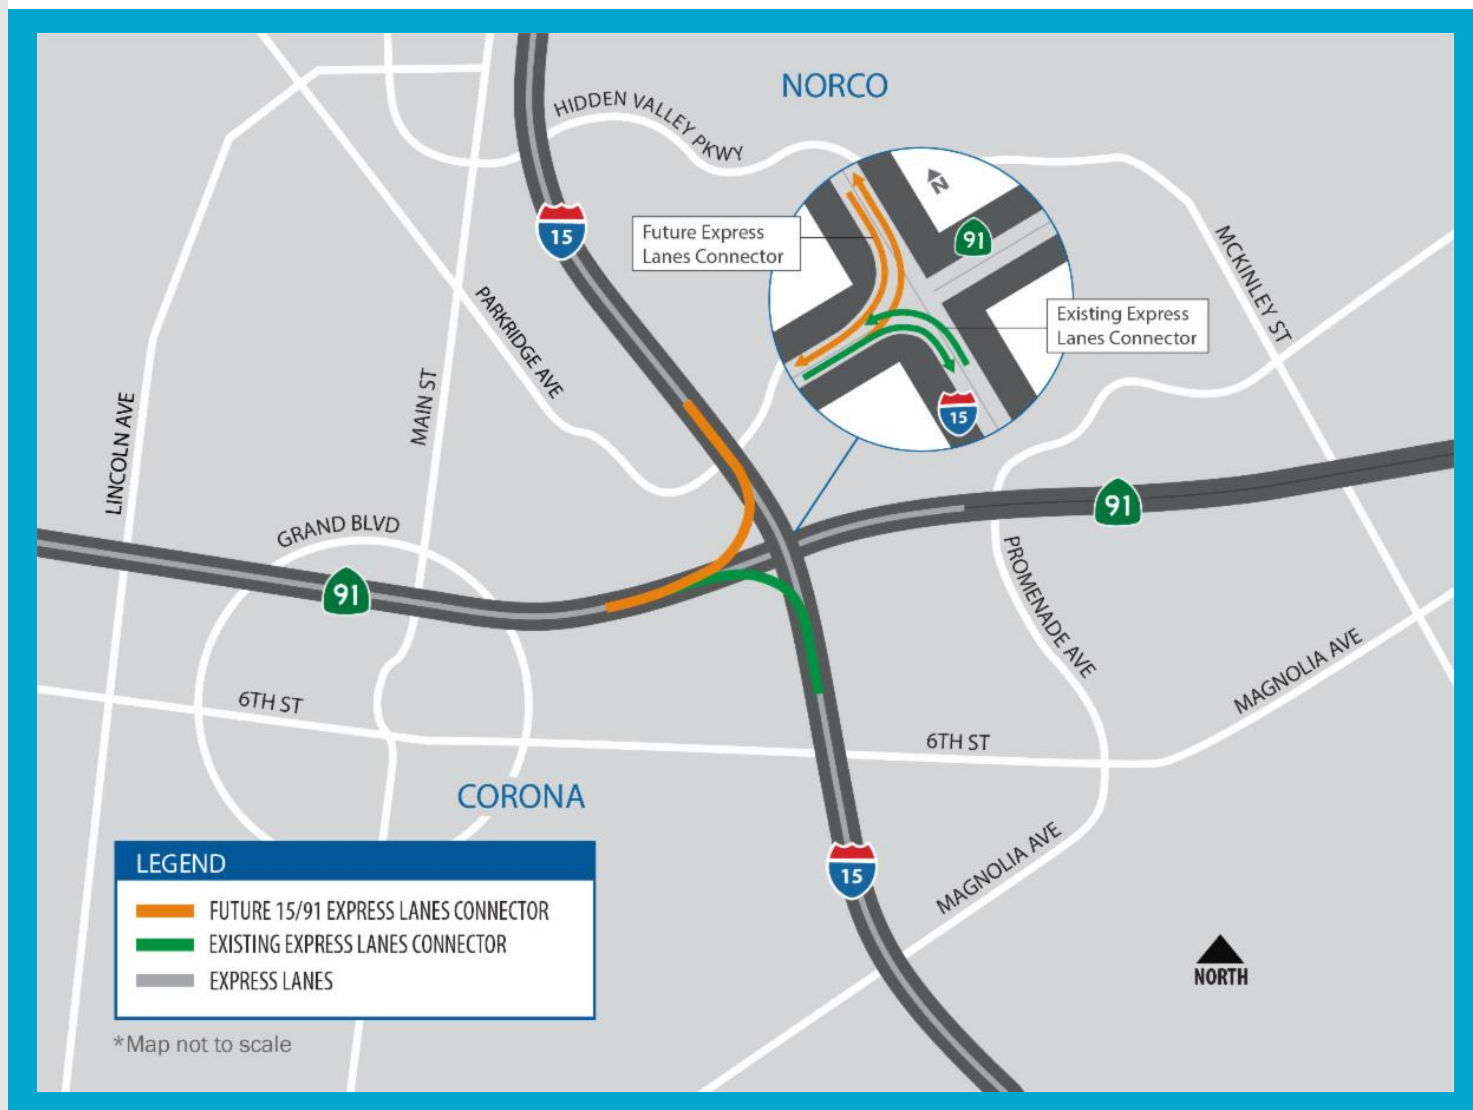 NORCO
HIDDEN VALLEY PKWY
N
15
Future Express
Lanes Connector
91
MCKINLEY ST
PARKRIDGE AVE
Existing Express
Lanes Connector
15
MAIN ST
LINCOLN AVE
GRAND BLVD
91
91
PROMENADE AVE
MAGNOLIA AVE
6TH ST
6TH ST
CORONA
MAGNOLIA AVE
15
LEGEND
FUTURE 15/91 EXPRESS LANES CONNECTOR
EXISTING EXPRESS LANES CONNECTOR
EXPRESS LANES
NORTH
*Map not to scale